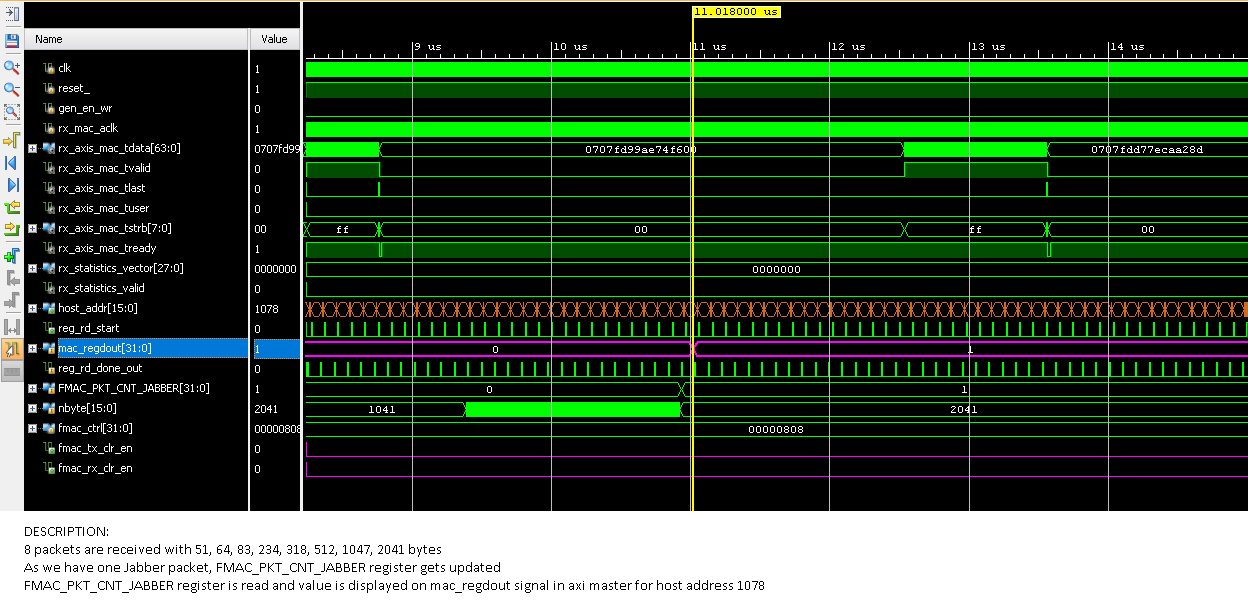 11.018000 us
9 us 10 us 11 us 12 us 13 us 14 us
Name Value
clk 1
reset_ 1
gen_en_wr 0
rx_mac_aclk 1
rx_axis_mac_tdata[63:0] 0707fd99 0707fd99ae74f600 0707fdd77ecaa28d
rx_axis_mac_tvalid 0
rx_axis_mac_tlast 0
rx_axis_mac_tuser 0
rx_axis_mac_tstrb[7:0] 00 ff 00 ff 00
rx_axis_mac_tready 1
rx_statistics_vector[27:0] 0000000 0000000
rx_statistics_valid 0
host_addr[15:0] 1078
reg_rd_start 0
mac_regdout[31:0] 1 0 1
reg_rd_done_out 0
FMAC_PKT_CNT_JABBER[31:0] 1 0 1
nbyte[15:0] 2041 1041 2041
fmac_ctrl[31:0] 00000808 00000808
fmac_tx_clr_en 0
fmac_rx_clr_en 0
DESCRIPTION:
8 packets are received with 51, 64, 83, 234, 318, 512, 1047, 2041 bytes
As we have one Jabber packet, FMAC_PKT_CNT_JABBER register gets updated
FMAC_PKT_CNT_JABBER register is read and value is displayed on mac_regdout signal in axi master for host address 1078